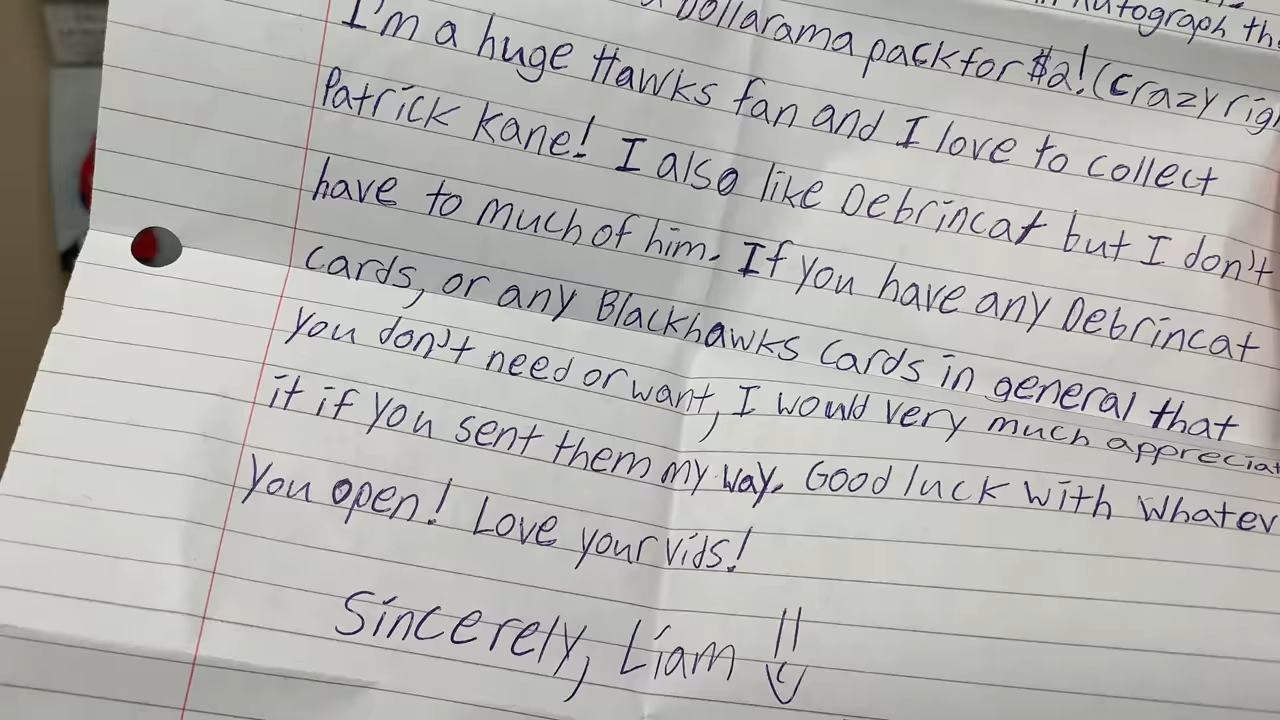 Autograph
Dollarama pack for $2! (crazy
I'm a huge Hawks fan and I love to collect
Patrick Kane! I also like Debrincat but I don't
have to much of him. If you have any Debrincat
cards, or any Blackhawks cards in general that
you don't need or want, I would very much
it if you sent them my way. Good luck with
you open! Love your vids!
Sincerely, Liam